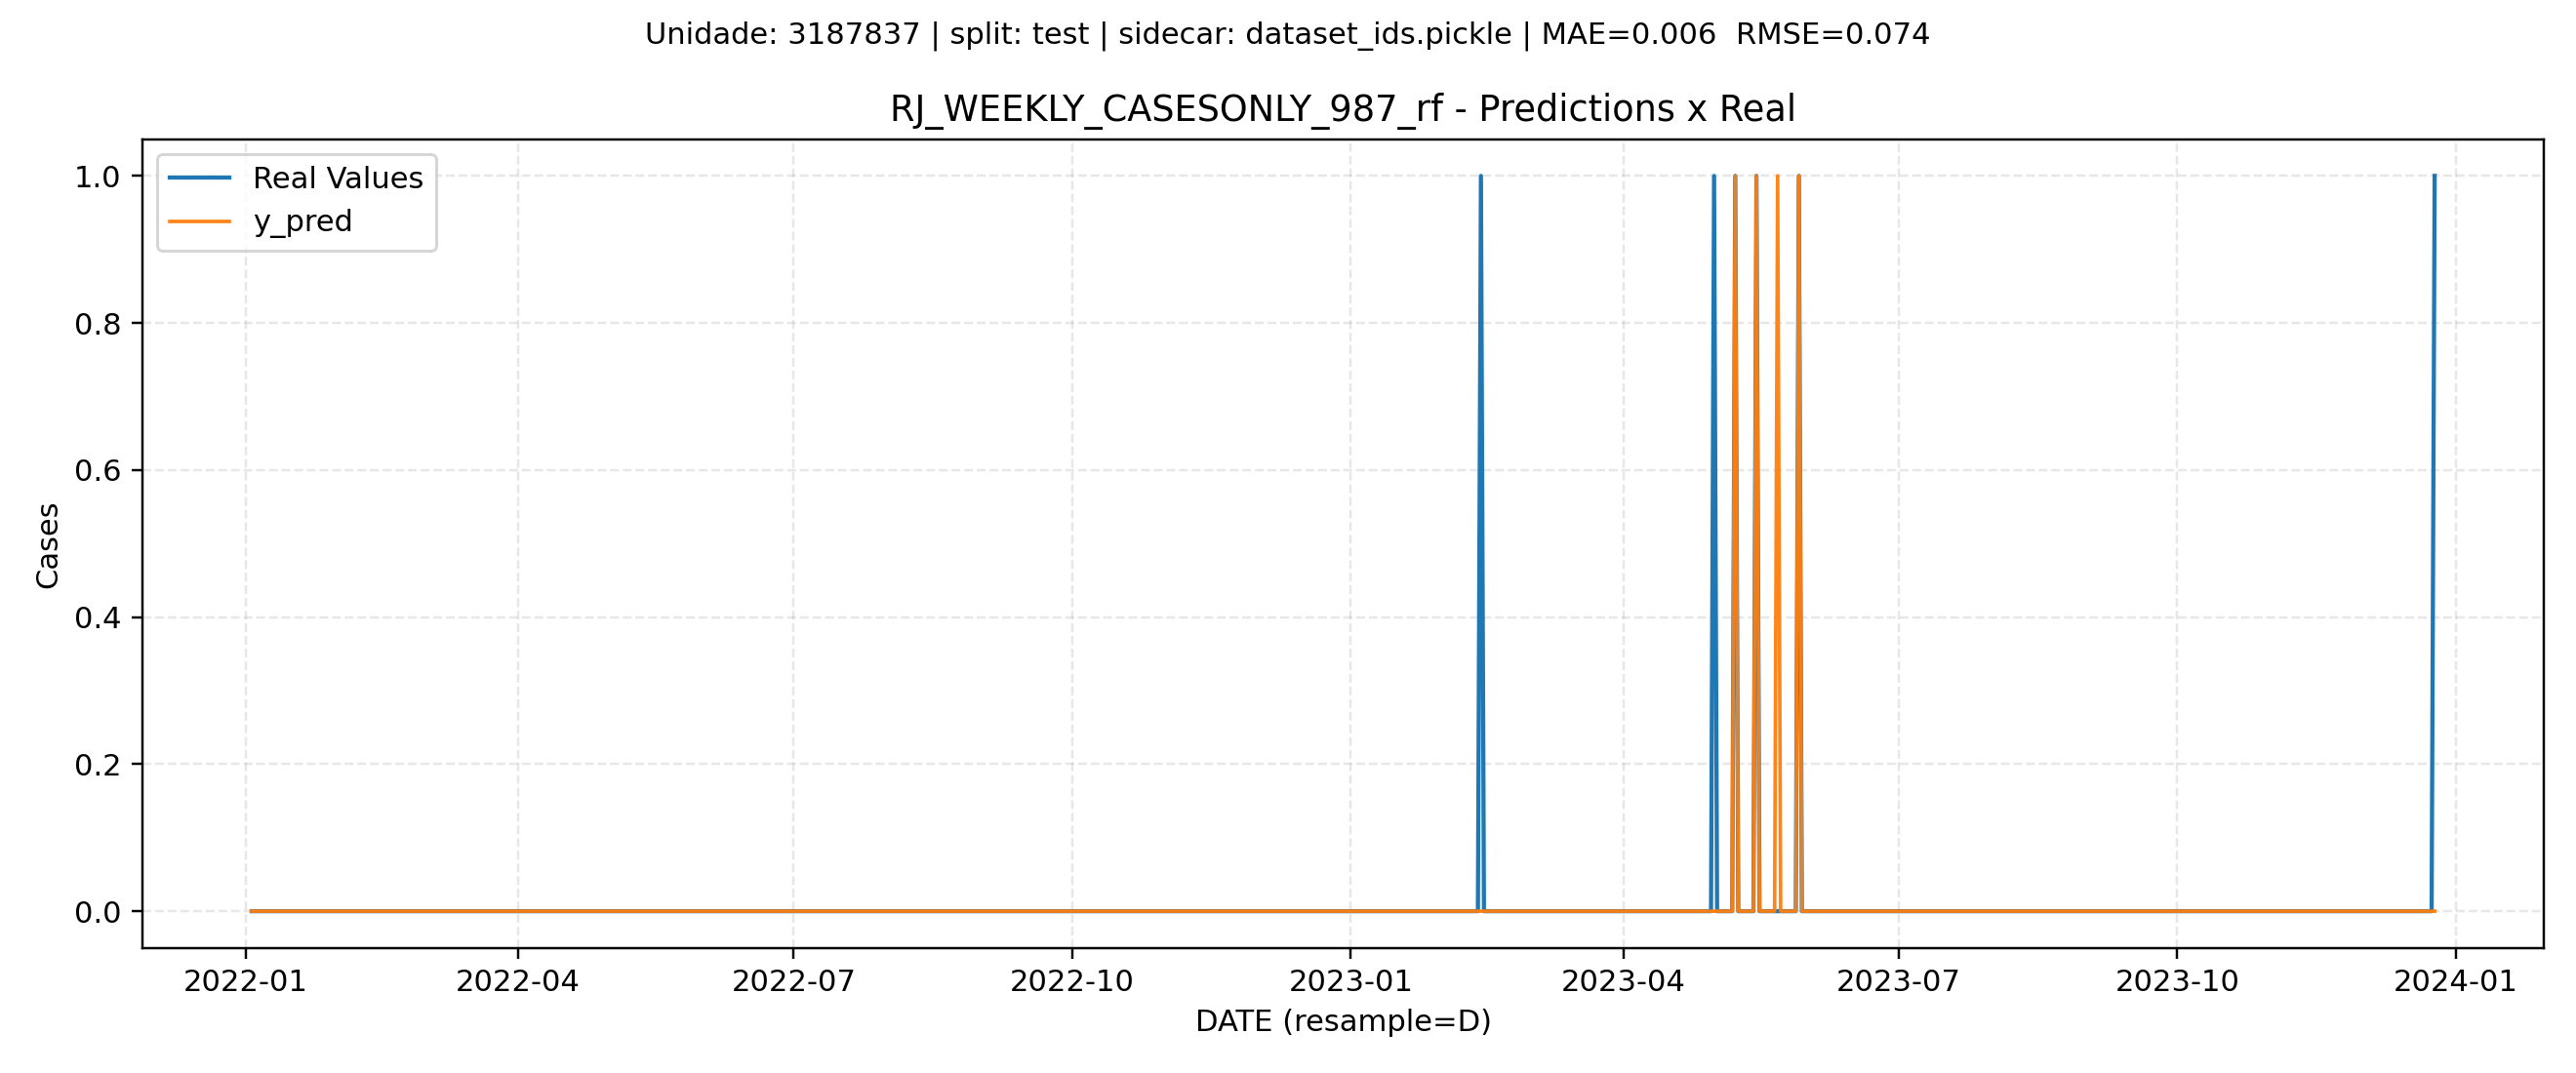 Unidade: 3187837 | split: test | sidecar: dataset_ids.pickle | MAE=0.006  RMSE=0.074
RJ_WEEKLY_CASESONLY_987_rf - Predictions x Real
Real Values
y_pred
1.0
0.8
0.6
0.4
0.2
0.0
Cases
2022-01 2022-04 2022-07 2022-10 2023-01 2023-04 2023-07 2023-10 2024-01
DATE (resample=D)